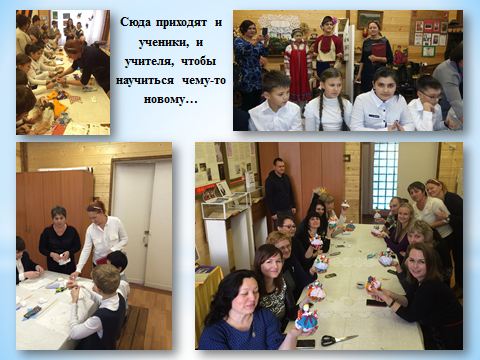 Сюда приходят и
ученики, и
учителя, чтобы
научиться чему-то
новому…